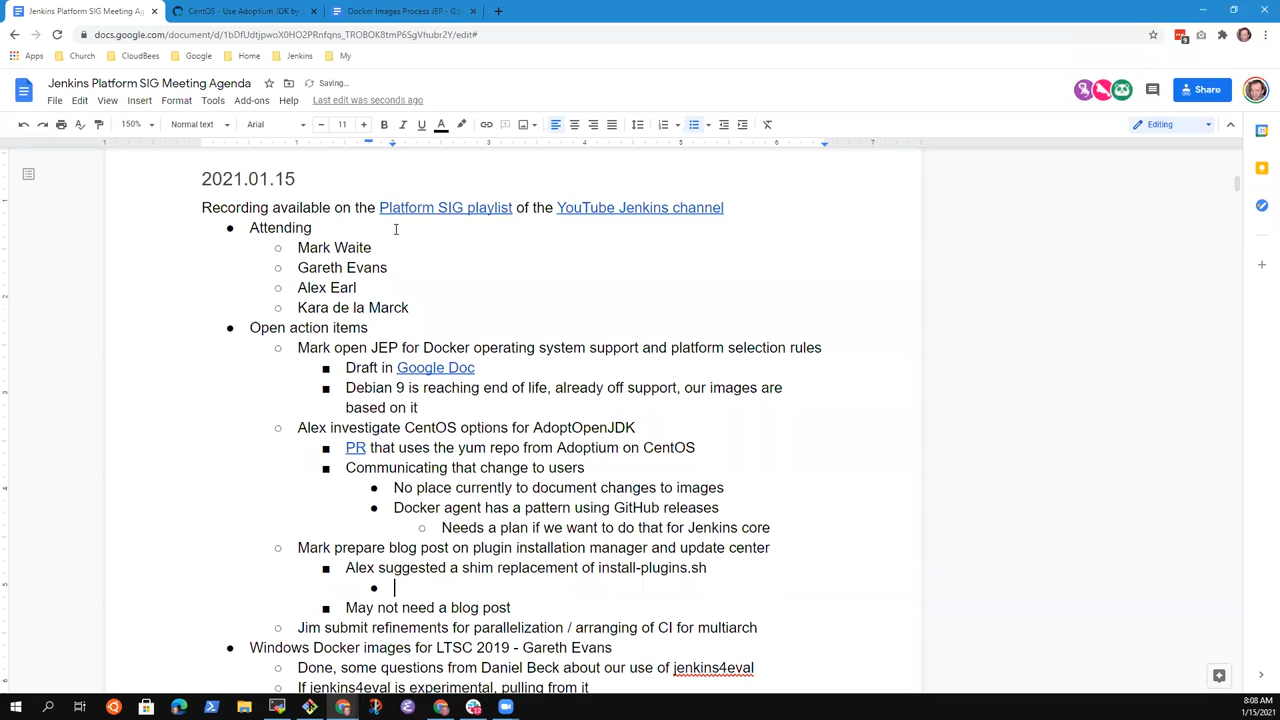 Jenkins Platform SIG Meeting Ag
CentOS - Use Adoptium JDK by
Docker Images Process JEP - Go
docs.google.com/document/d/1bDfUdtjpwoX0HO2PRnfqns_TROBOK8tmP6SgVhubr2Y/edit#
Apps
Church
CloudBees
Google
Home
Jenkins
My
Jenkins Platform SIG Meeting Agenda
Saving...
File Edit View Insert Format Tools Add-ons Help Last edit was seconds ago
Share
150% Normal text Arial 11
Editing
2021.01.15
Recording available on the Platform SIG playlist of the YouTube Jenkins channel
Attending
Mark Waite
Gareth Evans
Alex Earl
Kara de la Marck
Open action items
Mark open JEP for Docker operating system support and platform selection rules
Draft in Google Doc
Debian 9 is reaching end of life, already off support, our images are
based on it
Alex investigate CentOS options for AdoptOpenJDK
PR that uses the yum repo from Adoptium on CentOS
Communicating that change to users
No place currently to document changes to images
Docker agent has a pattern using GitHub releases
Needs a plan if we want to do that for Jenkins core
Mark prepare blog post on plugin installation manager and update center
Alex suggested a shim replacement of install-plugins.sh
May not need a blog post
Jim submit refinements for parallelization / arranging of CI for multiarch
Windows Docker images for LTSC 2019 - Gareth Evans
Done, some questions from Daniel Beck about our use of jenkins4eval
If jenkins4eval is experimental, pulling from it
8:08 AM
1/15/2021